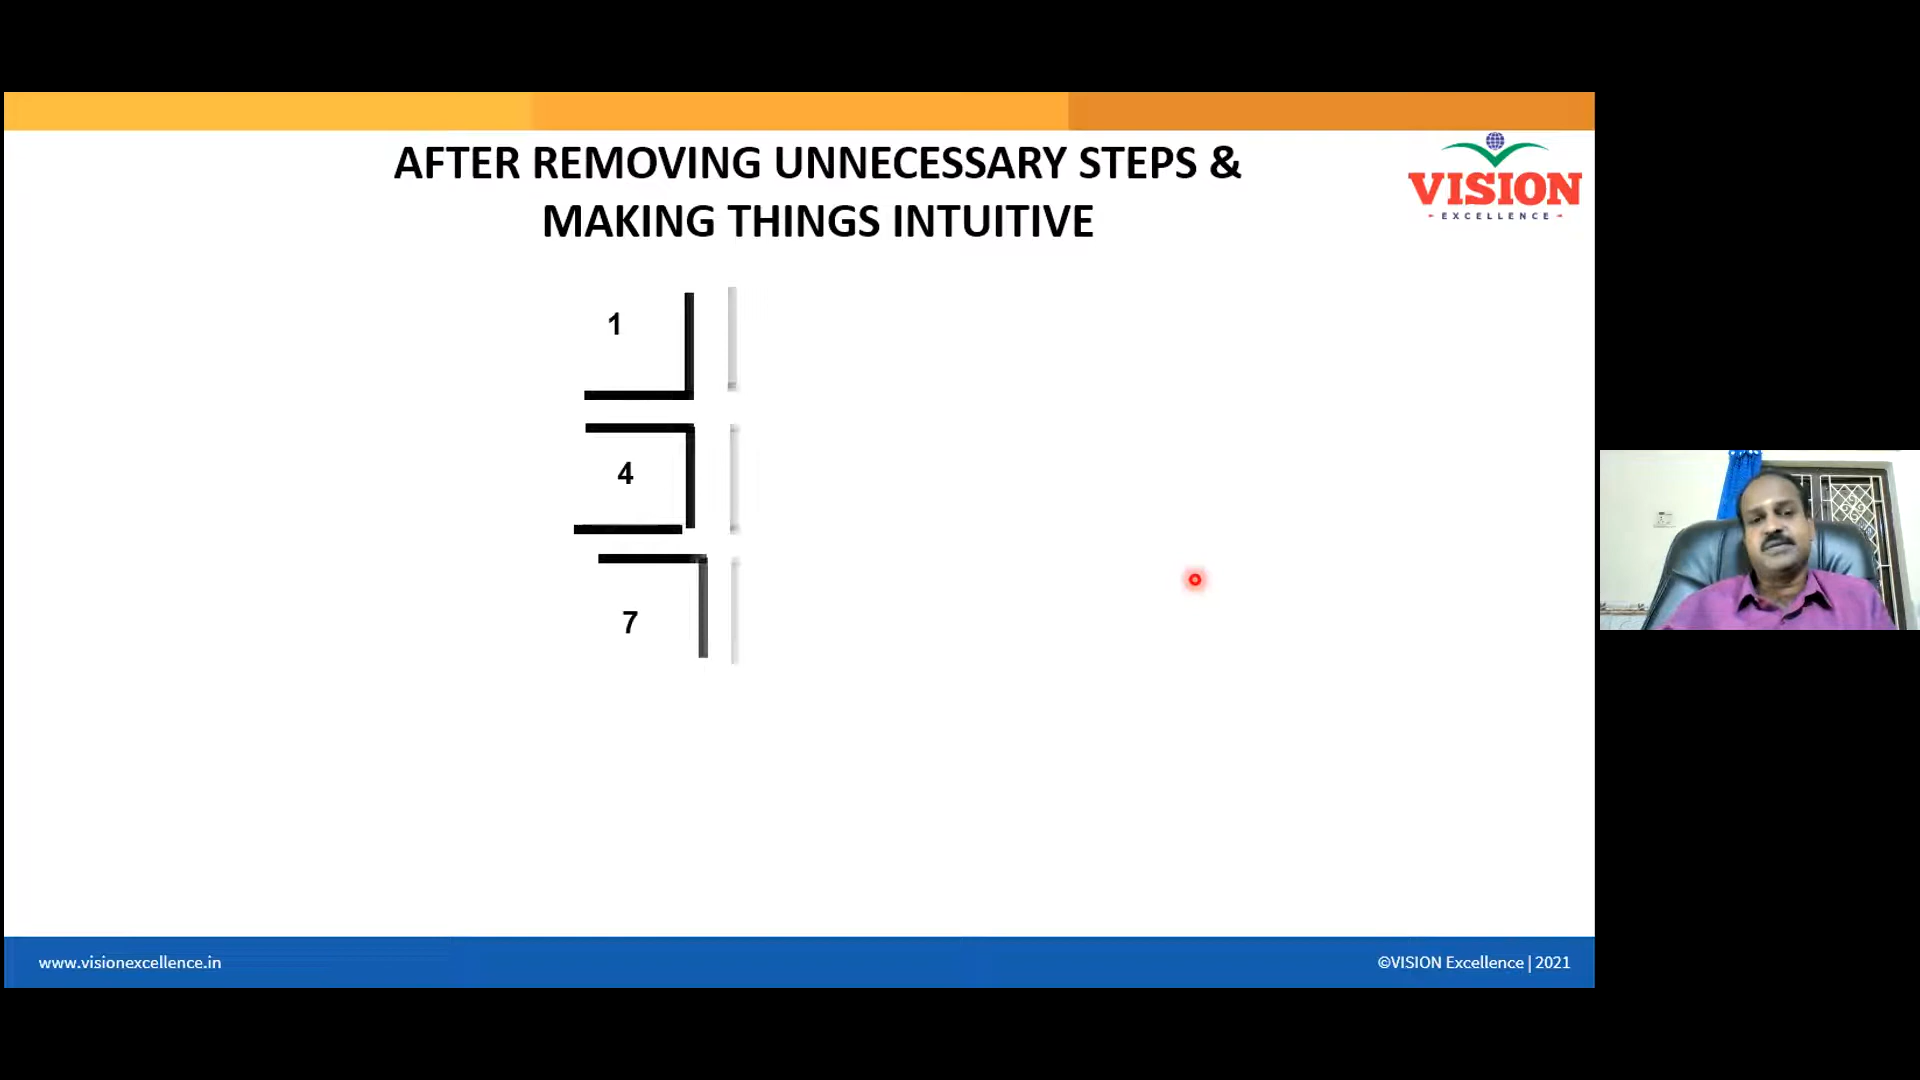 AFTER REMOVING UNNECESSARY STEPS &
MAKING THINGS INTUITIVE
VISION
EXCELLENCE
1
4
7
www.visionexcellence.in
©VISION Excellence | 2021